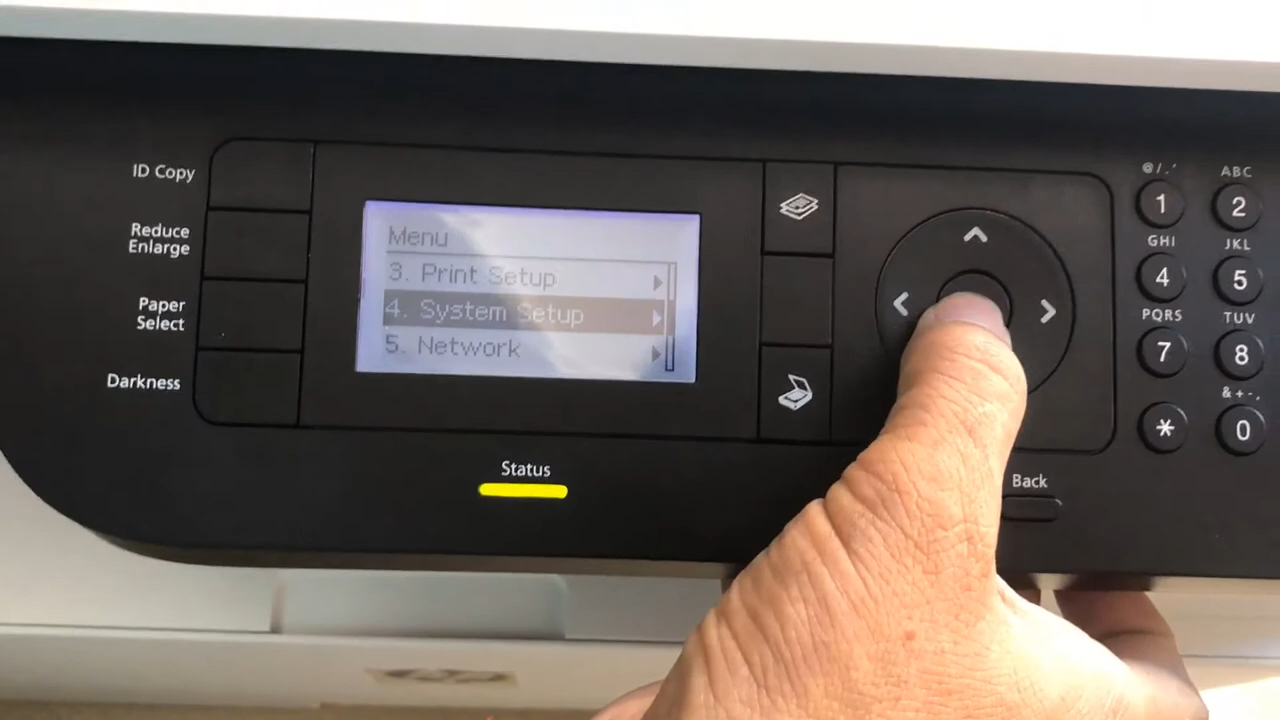 ID Copy
Reduce
Enlarge
Paper
Select
Darkness
Menu
3. Print Setup
4. System Setup
5. Network
Status
Back
@/.´
1
ABC
2
GHI
4
JKL
5
PQRS
7
TUV
8
*
&+-,
0